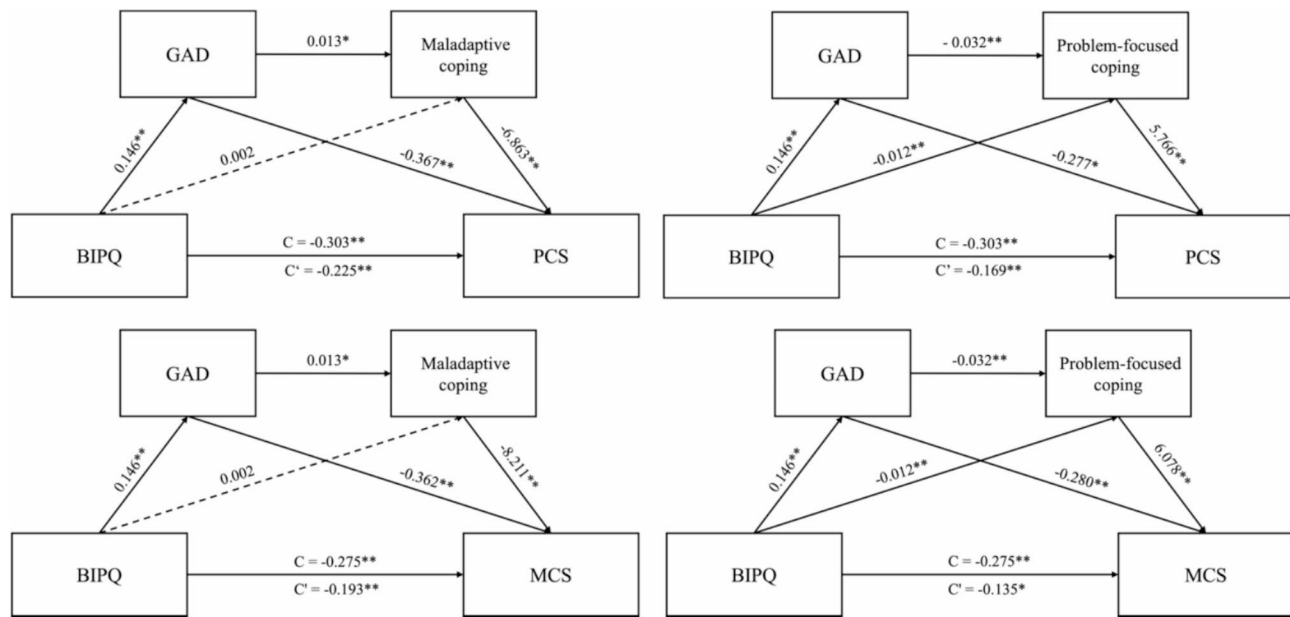 GAD
0.013*
Maladaptive
coping
0.146**
0.002
-0.367**
-6.863**
BIPQ
C = -0.303**
C‘ = -0.225**
PCS
GAD
- 0.032**
Problem-focused
coping
0.146**
-0.012**
-0.277*
5.766**
BIPQ
C = -0.303**
C’ = -0.169**
PCS
GAD
0.013*
Maladaptive
coping
0.146**
0.002
-0.362**
-8.211**
BIPQ
C = -0.275**
C' = -0.193**
MCS
GAD
-0.032**
Problem-focused
coping
0.146**
-0.012**
-0.280**
6.078**
BIPQ
C = -0.275**
C' = -0.135*
MCS